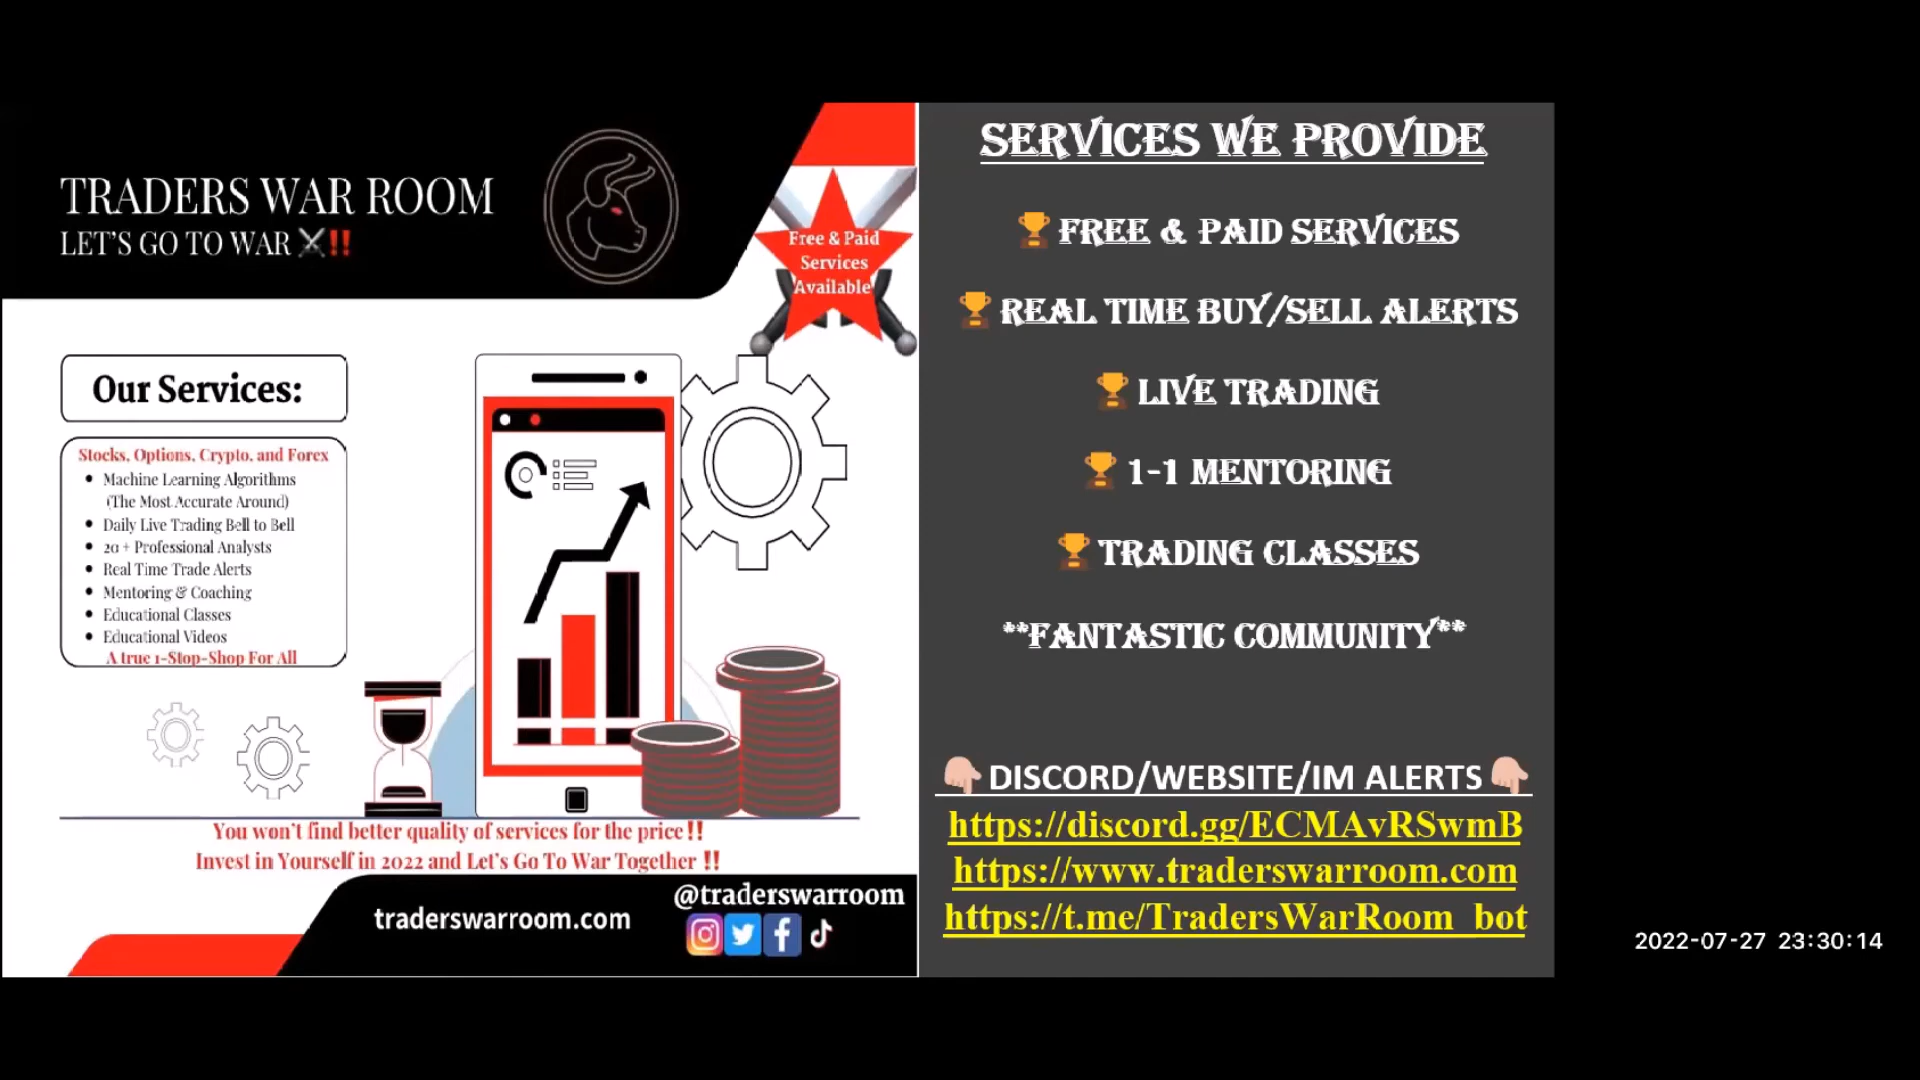 TRADERS WAR ROOM
LET'S GO TO WAR ⚔️‼️
Free & Paid
Services
Available
Our Services:
Stocks, Options, Crypto, and Forex
• Machine Learning Algorithms
(The Most Accurate Around)
• Daily Live Trading Bell to Bell
• 20 + Professional Analysts
• Real Time Trade Alerts
• Mentoring & Coaching
• Educational Classes
• Educational Videos
A true 1-Stop-Shop For All
You won't find better quality of services for the price‼️
Invest in Yourself in 2022 and Let's Go To War Together ‼️
@traderswarroom
traderswarroom.com
SERVICES WE PROVIDE
🏆FREE & PAID SERVICES
🏆REAL TIME BUY/SELL ALERTS
🏆LIVE TRADING
🏆1-1 MENTORING
🏆TRADING CLASSES
**FANTASTIC COMMUNITY**
👇DISCORD/WEBSITE/IM ALERTS👇
https://discord.gg/ECMAvRSwmB
https://www.traderswarroom.com
https://t.me/TradersWarRoom_bot
2022-07-27 23:30:14